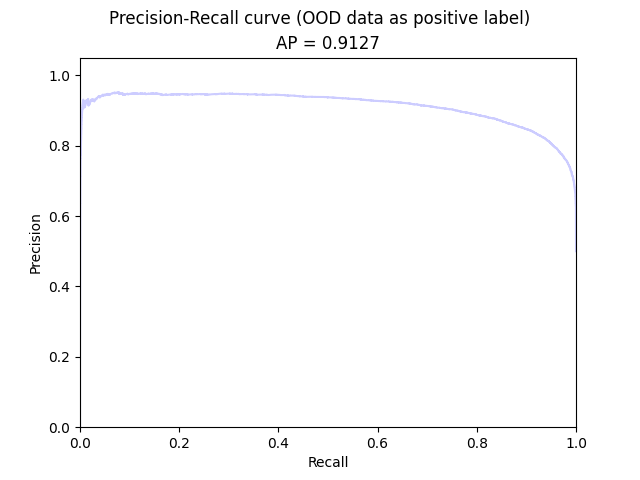 Precision-Recall curve (OOD data as positive label)
AP = 0.9127
1.0
0.8
0.6
0.4
0.2
0.0
Precision
0.0 0.2 0.4 0.6 0.8 1.0
Recall